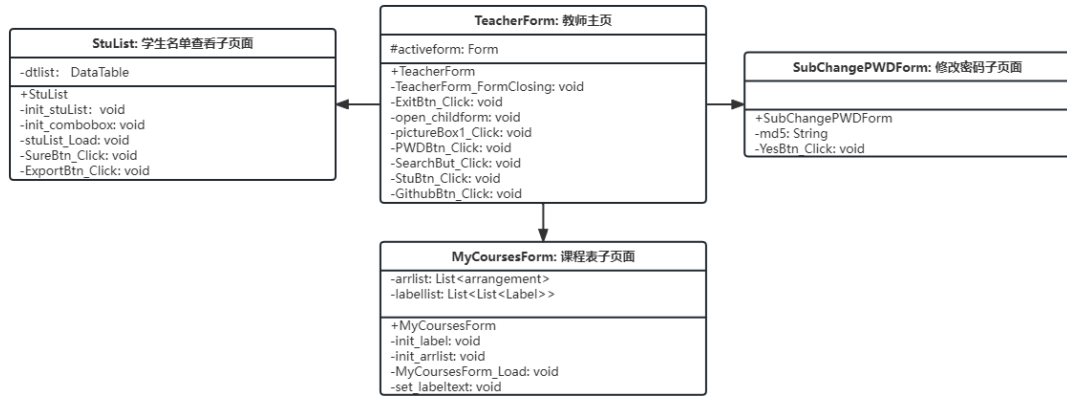 StuList: 学生名单查看子页面
-dtlist： DataTable
+StuList
-init_stuList：void
-init_combobox: void
-stuList_Load: void
-SureBtn_Click: void
-ExportBtn_Click: void
TeacherForm: 教师主页
#activeform: Form
+TeacherForm
-TeacherForm_FormClosing: void
-ExitBtn_Click: void
-open_childform: void
-pictureBox1_Click: void
-PWDBtn_Click: void
-SearchBut_Click: void
-StuBtn_Click: void
-GithubBtn_Click: void
SubChangePWDForm: 修改密码子页面
+SubChangePWDForm
-md5: String
-YesBtn_Click: void
MyCoursesForm: 课程表子页面
-arrlist: List<arrangement>
-labellist: List<List<Label>>
+MyCoursesForm
-init_label: void
-init_arrlist: void
-MyCoursesForm_Load: void
-set_labeltext: void